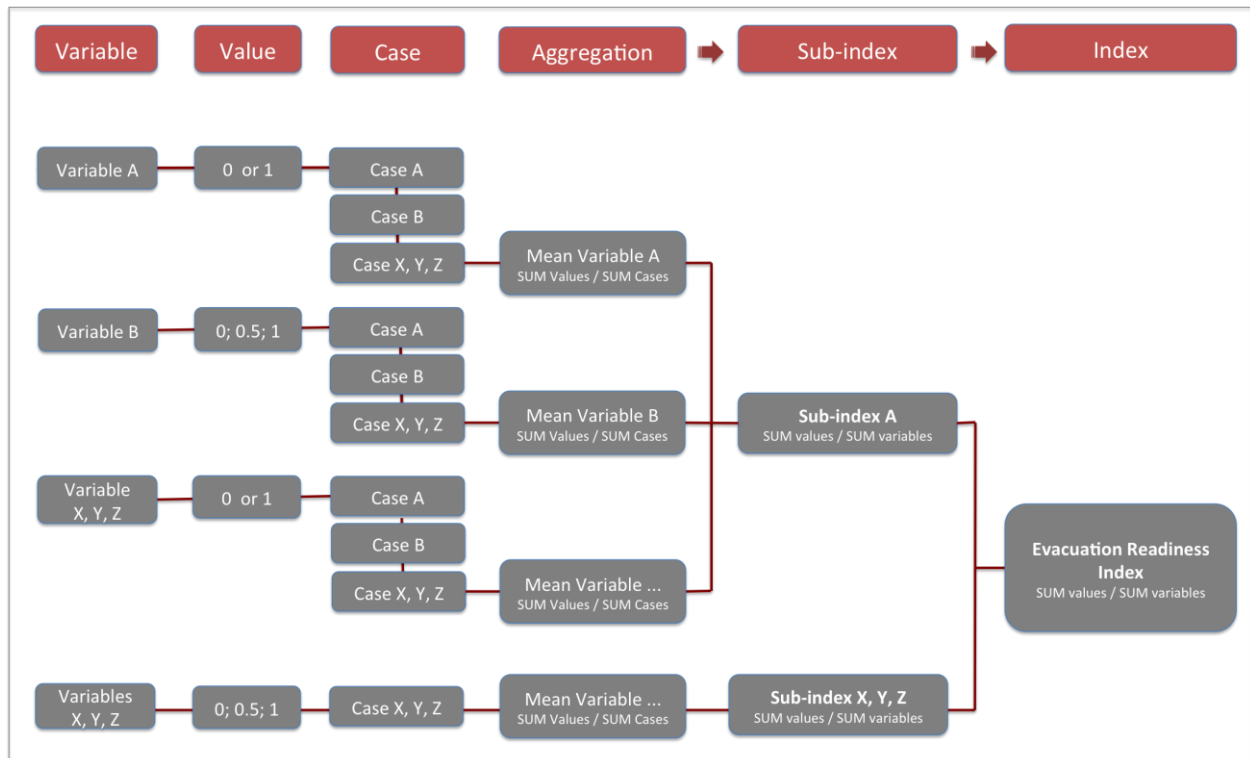 Variable
Value
Case
Aggregation
Sub-index
Index
Variable A
0 or 1
Case A
Case B
Case X, Y, Z
Mean Variable A
SUM Values / SUM Cases
Variable B
0; 0.5; 1
Case A
Case B
Case X, Y, Z
Mean Variable B
SUM Values / SUM Cases
Sub-index A
SUM values / SUM variables
Variable
X, Y, Z
0 or 1
Case A
Case B
Case X, Y, Z
Mean Variable ...
SUM Values / SUM Cases
Evacuation Readiness
Index
SUM values / SUM variables
Variables
X, Y, Z
0; 0.5; 1
Case X, Y, Z
Mean Variable ...
SUM Values / SUM Cases
Sub-index X, Y, Z
SUM values / SUM variables